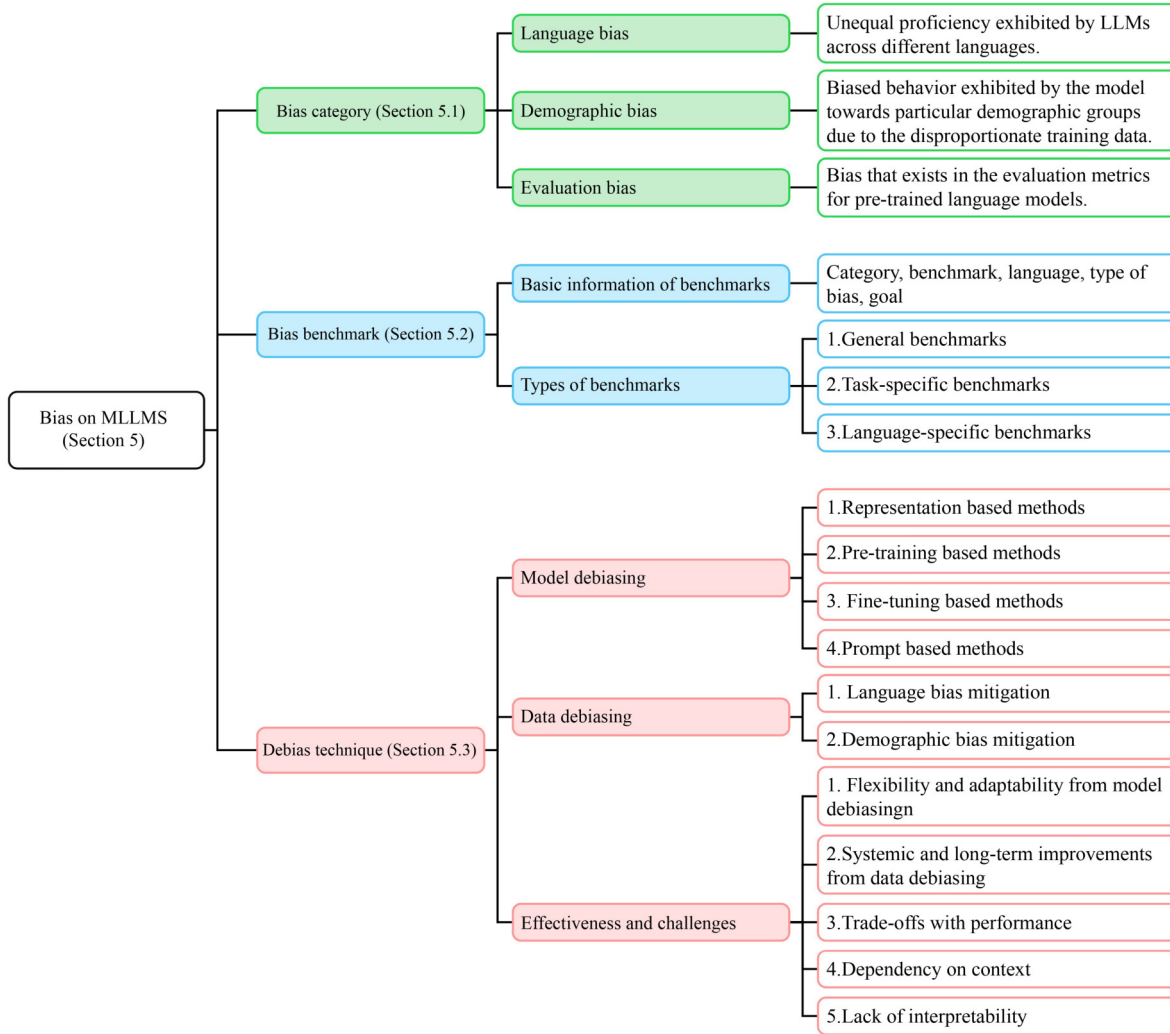 Bias on MLLMS
(Section 5)
Bias category (Section 5.1)
Language bias
Unequal proficiency exhibited by LLMs
across different languages.
Demographic bias
Biased behavior exhibited by the model
towards particular demographic groups
due to the disproportionate training data.
Evaluation bias
Bias that exists in the evaluation metrics
for pre-trained language models.
Bias benchmark (Section 5.2)
Basic information of benchmarks
Category, benchmark, language, type of
bias, goal
Types of benchmarks
1.General benchmarks
2.Task-specific benchmarks
3.Language-specific benchmarks
Debias technique (Section 5.3)
Model debiasing
1.Representation based methods
2.Pre-training based methods
3. Fine-tuning based methods
4.Prompt based methods
Data debiasing
1. Language bias mitigation
2.Demographic bias mitigation
Effectiveness and challenges
1. Flexibility and adaptability from model
debiasingn
2.Systemic and long-term improvements
from data debiasing
3.Trade-offs with performance
4.Dependency on context
5.Lack of interpretability